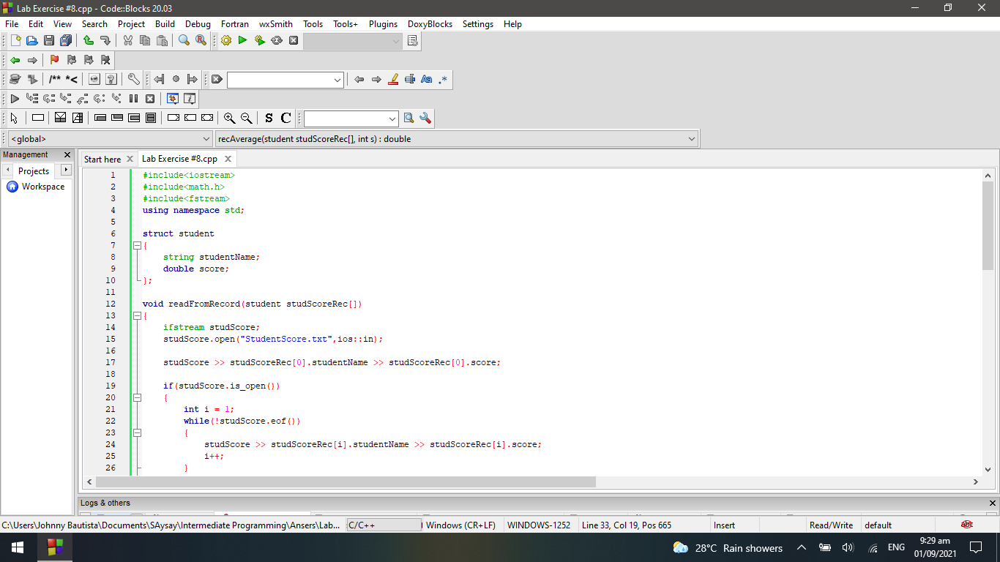 Lab Exercise #8.cpp - Code::Blocks 20.03
File Edit View Search Project Build Debug Fortran wxSmith Tools Tools+ Plugins DoxyBlocks Settings Help
/** *<
Aa .*
S C
<global> recAverage(student studScoreRec[], int s) : double
Management
Projects
Workspace
Start here Lab Exercise #8.cpp
1 #include<iostream>
2 #include<math.h>
3 #include<fstream>
4 using namespace std;
5
6 struct student
7 {
8 string studentName;
9 double score;
10 };
11
12 void readFromRecord(student studScoreRec[])
13 {
14 ifstream studScore;
15 studScore.open("StudentScore.txt",ios::in);
16
17 studScore >> studScoreRec[0].studentName >> studScoreRec[0].score;
18
19 if(studScore.is_open())
20 {
21 int i = 1;
22 while(!studScore.eof())
23 {
24 studScore >> studScoreRec[i].studentName >> studScoreRec[i].score;
25 i++;
26 }
Logs & others
C:\Users\Johnny Bautista\Documents\SAysay\Intermediate Programming\Ansers\Lab... C/C++ Windows (CR+LF) WINDOWS-1252 Line 33, Col 19, Pos 665 Insert Read/Write default abc
28°C Rain showers ENG 9:29 am
01/09/2021